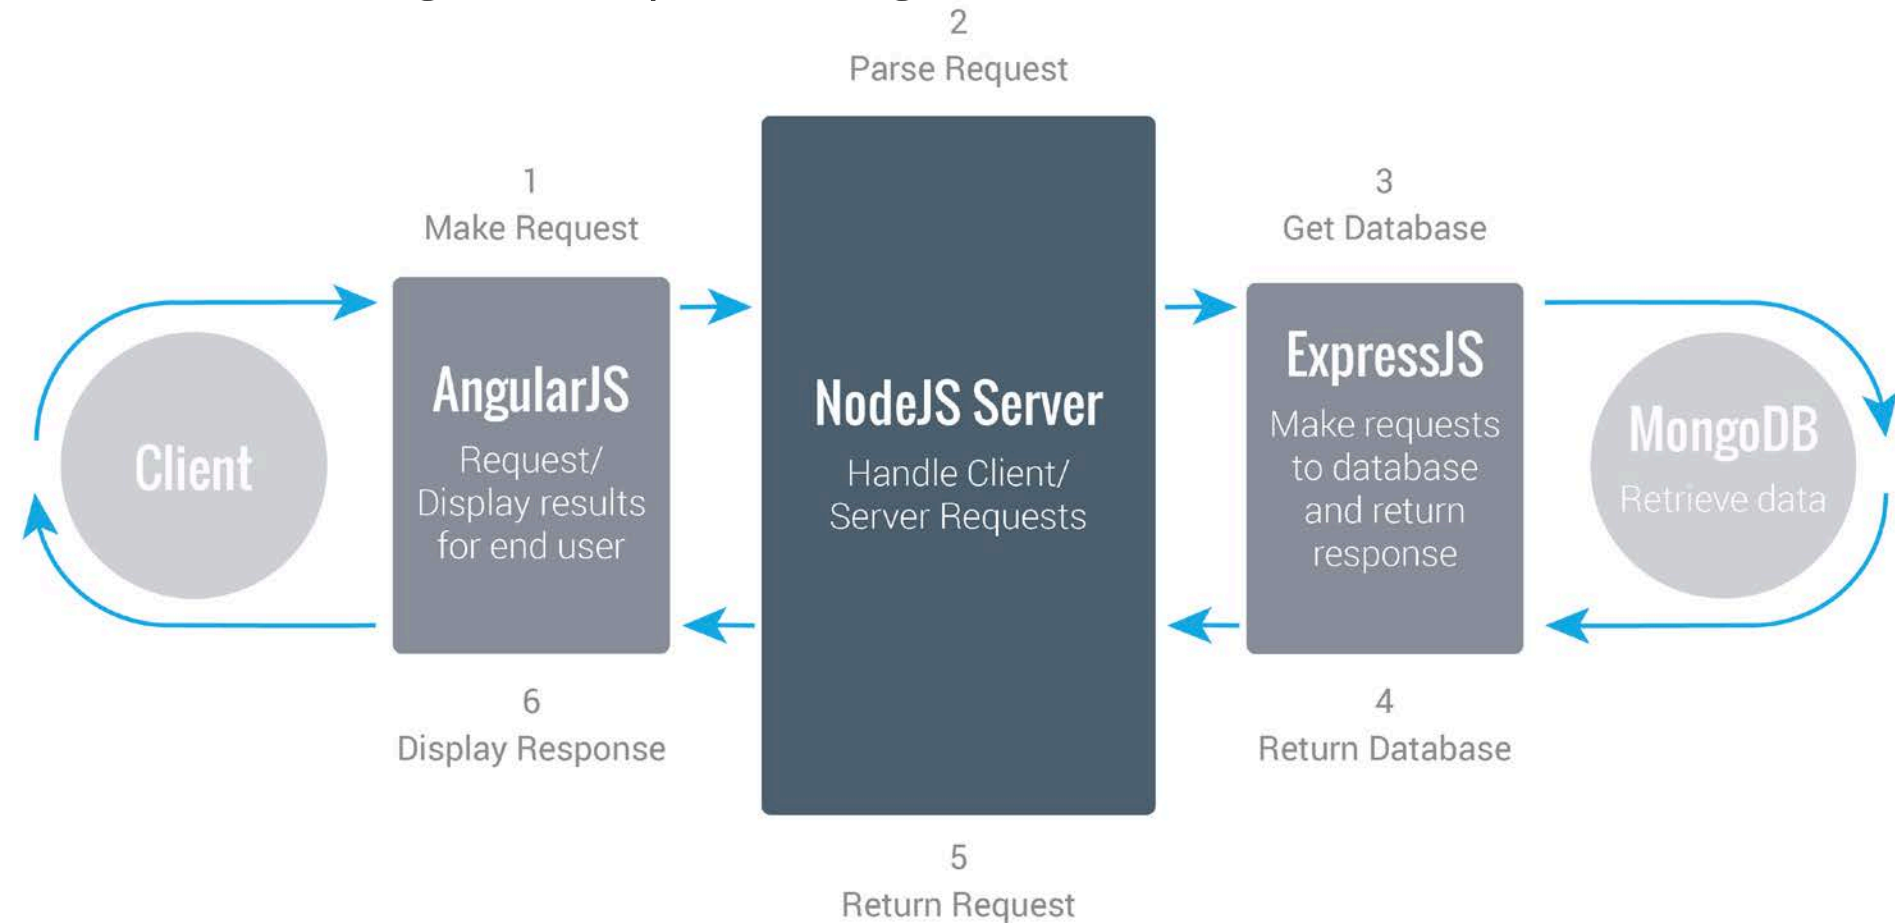 2
Parse Request
1
Make Request
3
Get Database
Client
AngularJS
Request/
Display results
for end user
NodeJS Server
Handle Client/
Server Requests
ExpressJS
Make requests
to database
and return
response
MongoDB
Retrieve data
6
Display Response
4
Return Database
5
Return Request